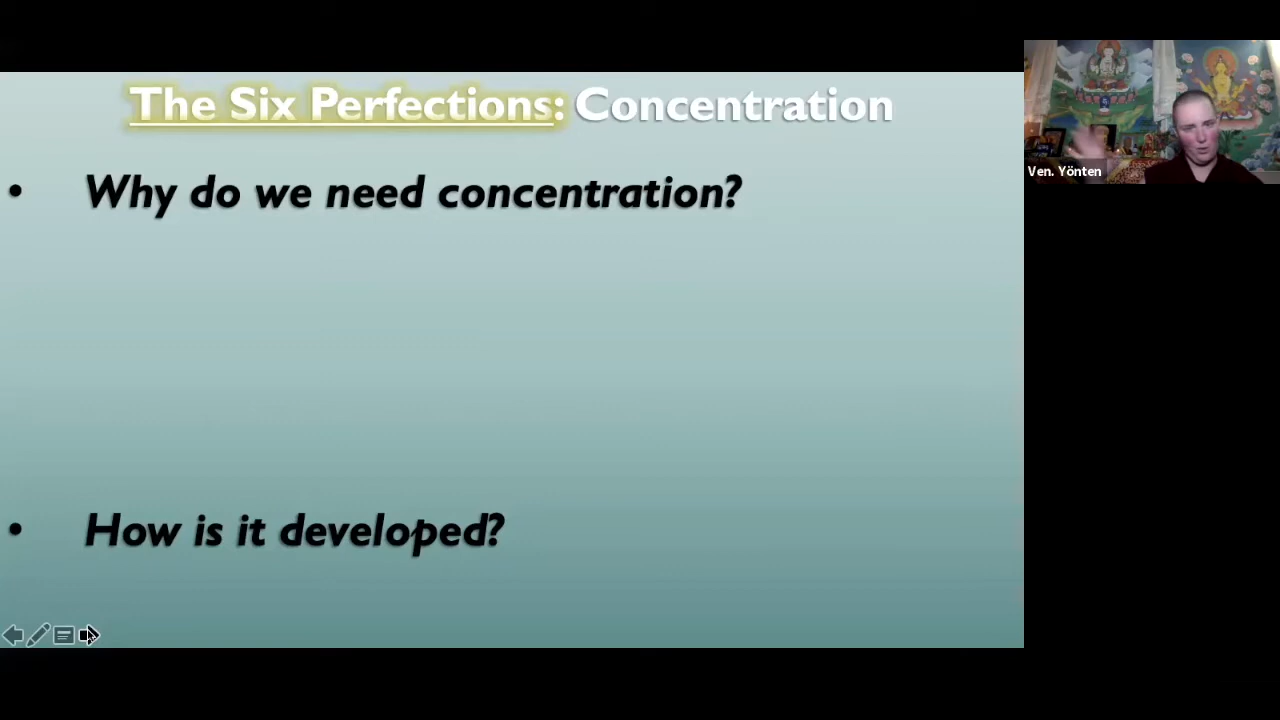 The Six Perfections: Concentration
• Why do we need concentration?
• How is it developed?
Ven. Yönten